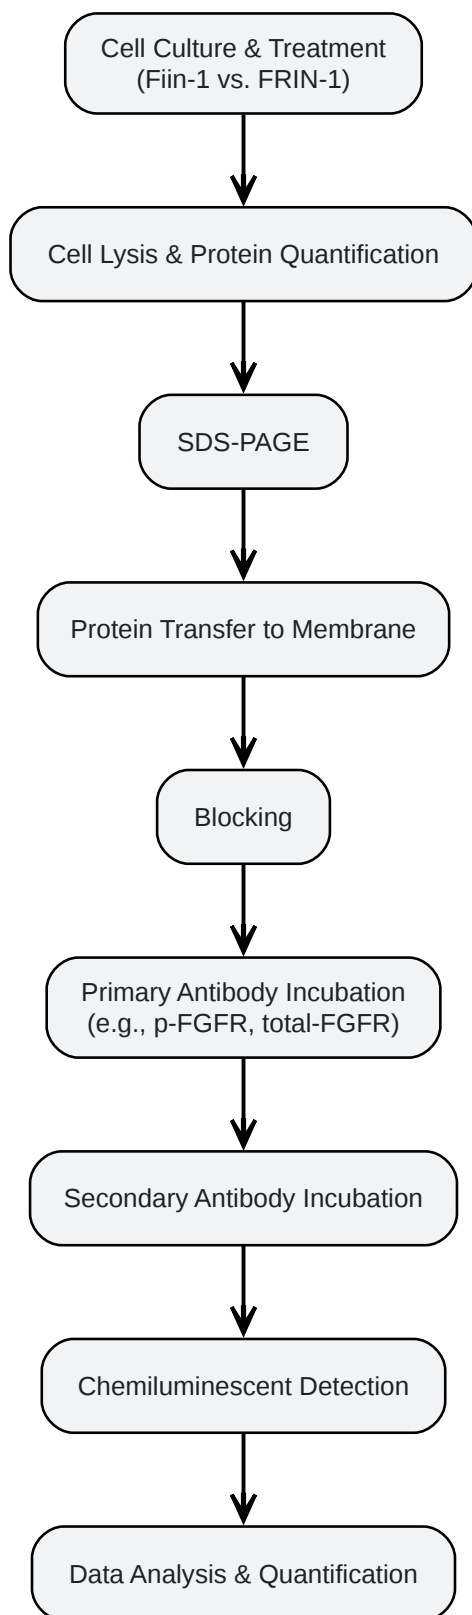 Cell Culture & Treatment
(Fiin-1 vs. FRIN-1)
Cell Lysis & Protein Quantification
SDS-PAGE
Protein Transfer to Membrane
Blocking
Primary Antibody Incubation
(e.g., p-FGFR, total-FGFR)
Secondary Antibody Incubation
Chemiluminescent Detection
Data Analysis & Quantification